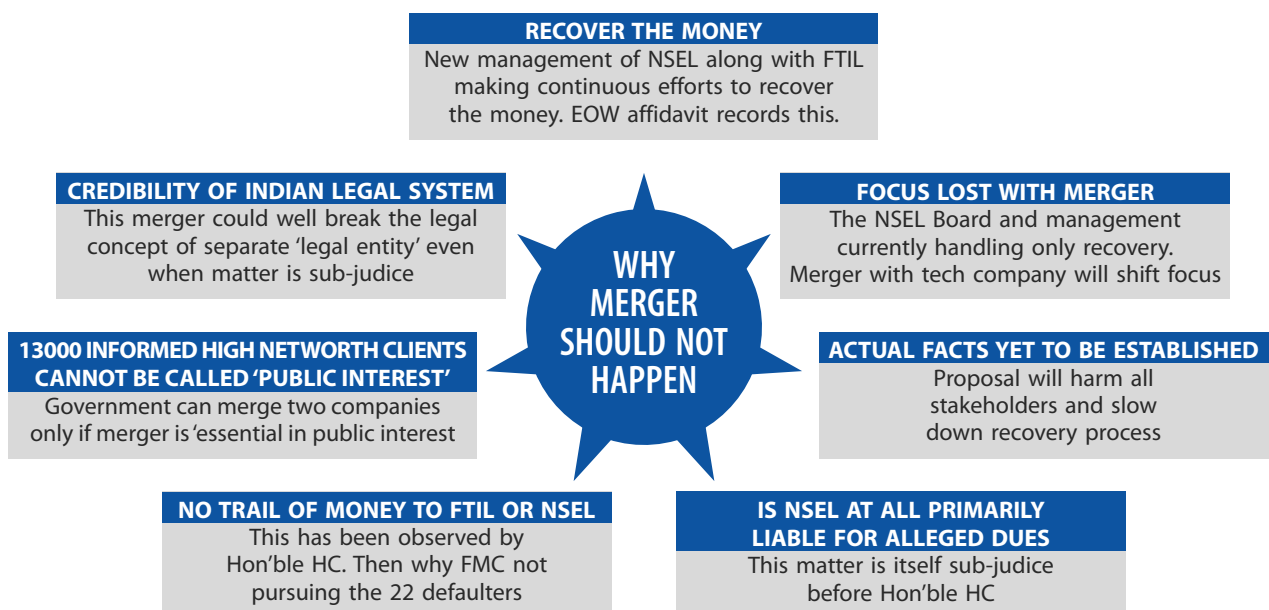 RECOVER THE MONEY
New management of NSEL along with FTIL
making continuous efforts to recover
the money. EOW affidavit records this.
CREDIBILITY OF INDIAN LEGAL SYSTEM
This merger could well break the legal
concept of separate ‘legal entity’ even
when matter is sub-judice
FOCUS LOST WITH MERGER
The NSEL Board and management
currently handling only recovery.
Merger with tech company will shift focus
WHY
MERGER
SHOULD NOT
HAPPEN
13000 INFORMED HIGH NETWORTH CLIENTS
CANNOT BE CALLED ‘PUBLIC INTEREST’
Government can merge two companies
only if merger is ‘essential in public interest
ACTUAL FACTS YET TO BE ESTABLISHED
Proposal will harm all
stakeholders and slow
down recovery process
NO TRAIL OF MONEY TO FTIL OR NSEL
This has been observed by
Hon’ble HC. Then why FMC not
pursuing the 22 defaulters
IS NSEL AT ALL PRIMARILY
LIABLE FOR ALLEGED DUES
This matter is itself sub-judice
before Hon’ble HC